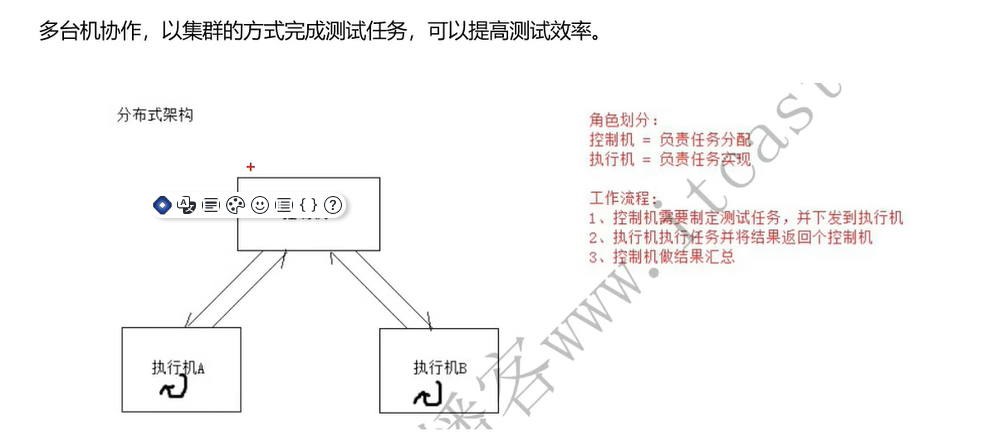 多台机协作，以集群的方式完成测试任务，可以提高测试效率。
分布式架构
角色划分：
控制机 = 负责任务分配
执行机 = 负责任务实现
工作流程：
1、控制机需要制定测试任务，并下发到执行机
2、执行机执行任务并将结果返回个控制机
3、控制机做结果汇总
执行机A
执行机B
播客www.itcast